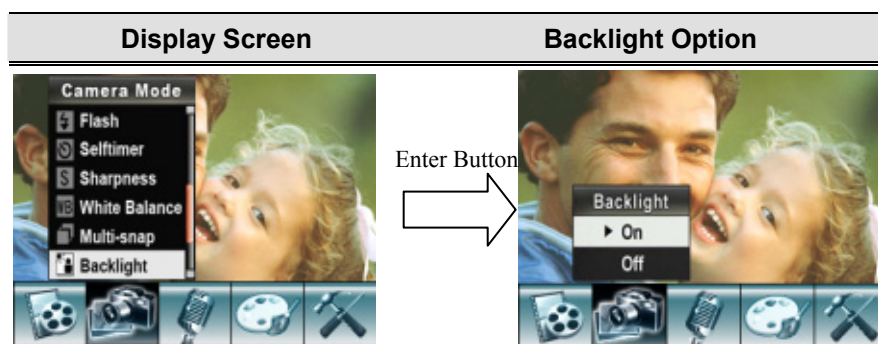 Display Screen
Backlight Option
Camera Mode
Flash
Selftimer
S Sharpness
WB White Balance
Multi-snap
Backlight
Enter Button
Backlight
On
Off